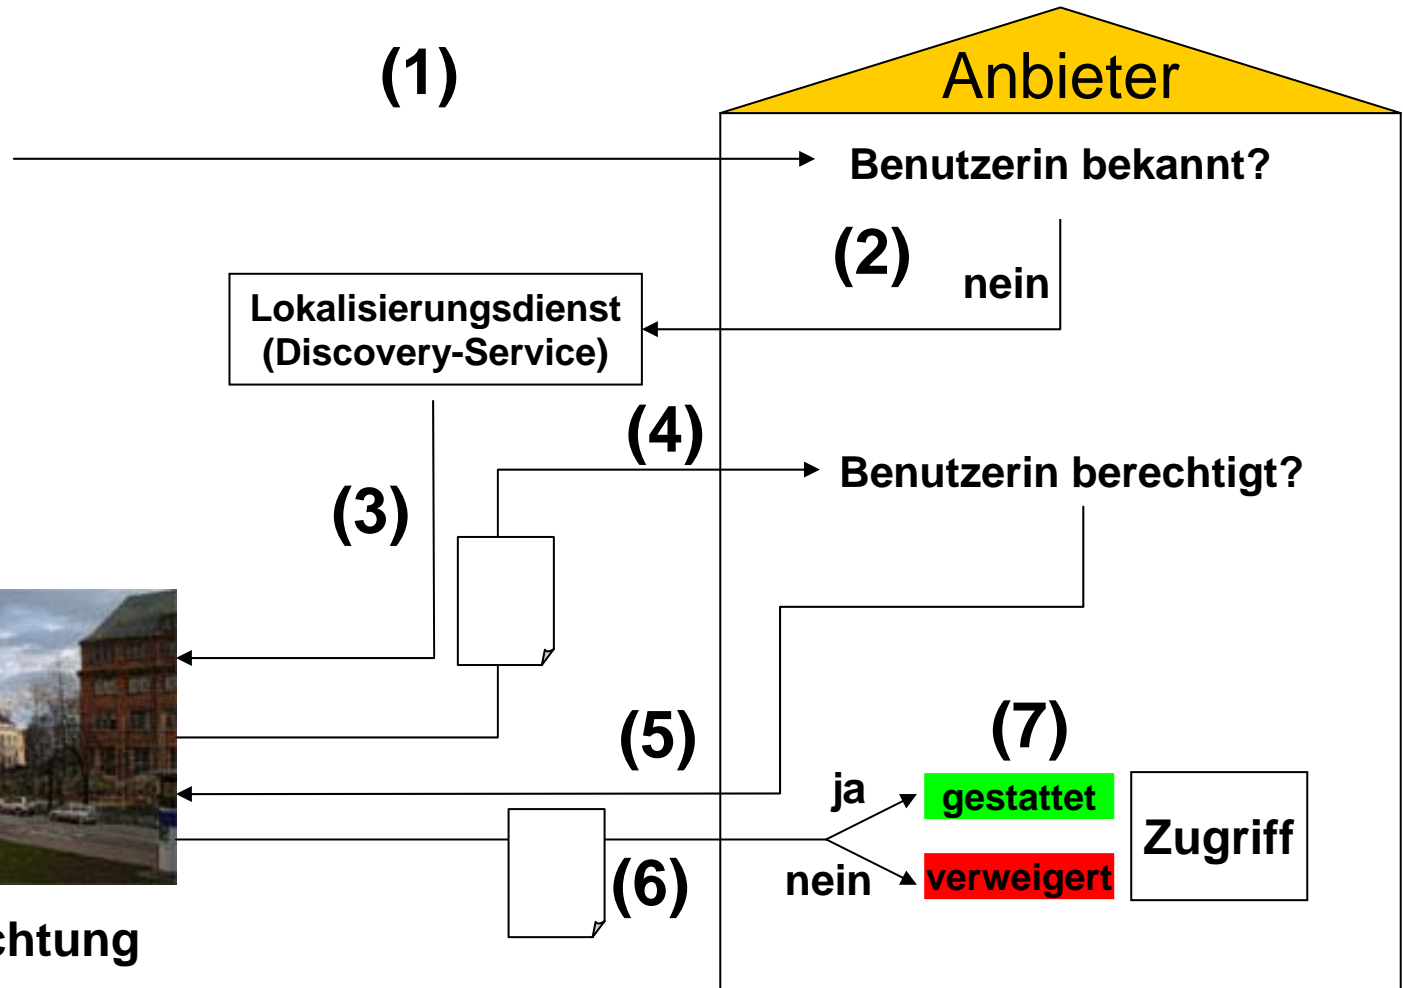 (1)
Anbieter
Benutzerin bekannt?
(2)
nein
Lokalisierungsdienst
(Discovery-Service)
(4)
Benutzerin berechtigt?
(3)
(5)
(7)
ja
gestattet
Zugriff
nein
verweigert
(6)
chtung